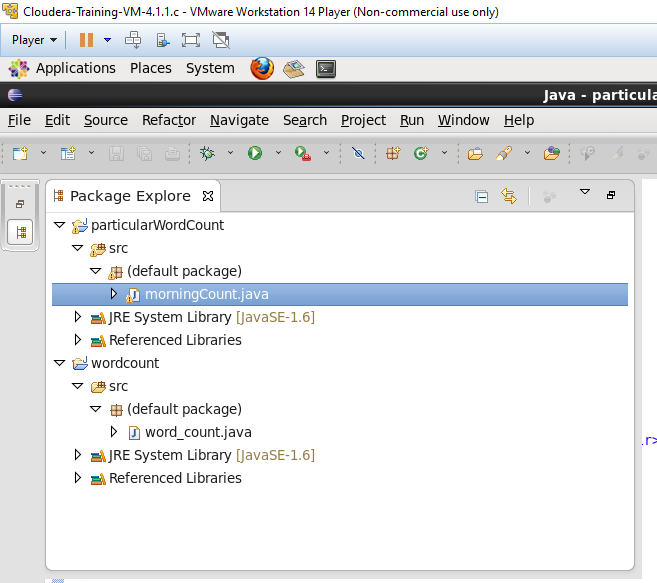 Cloudera-Training-VM-4.1.1.c - VMware Workstation 14 Player (Non-commercial use only)
Player
Applications Places System
Java - particula
File Edit Source Refactor Navigate Search Project Run Window Help
Package Explore
particularWordCount
src
(default package)
morningCount.java
JRE System Library [JavaSE-1.6]
Referenced Libraries
wordcount
src
(default package)
word_count.java
.r>
JRE System Library [JavaSE-1.6]
Referenced Libraries